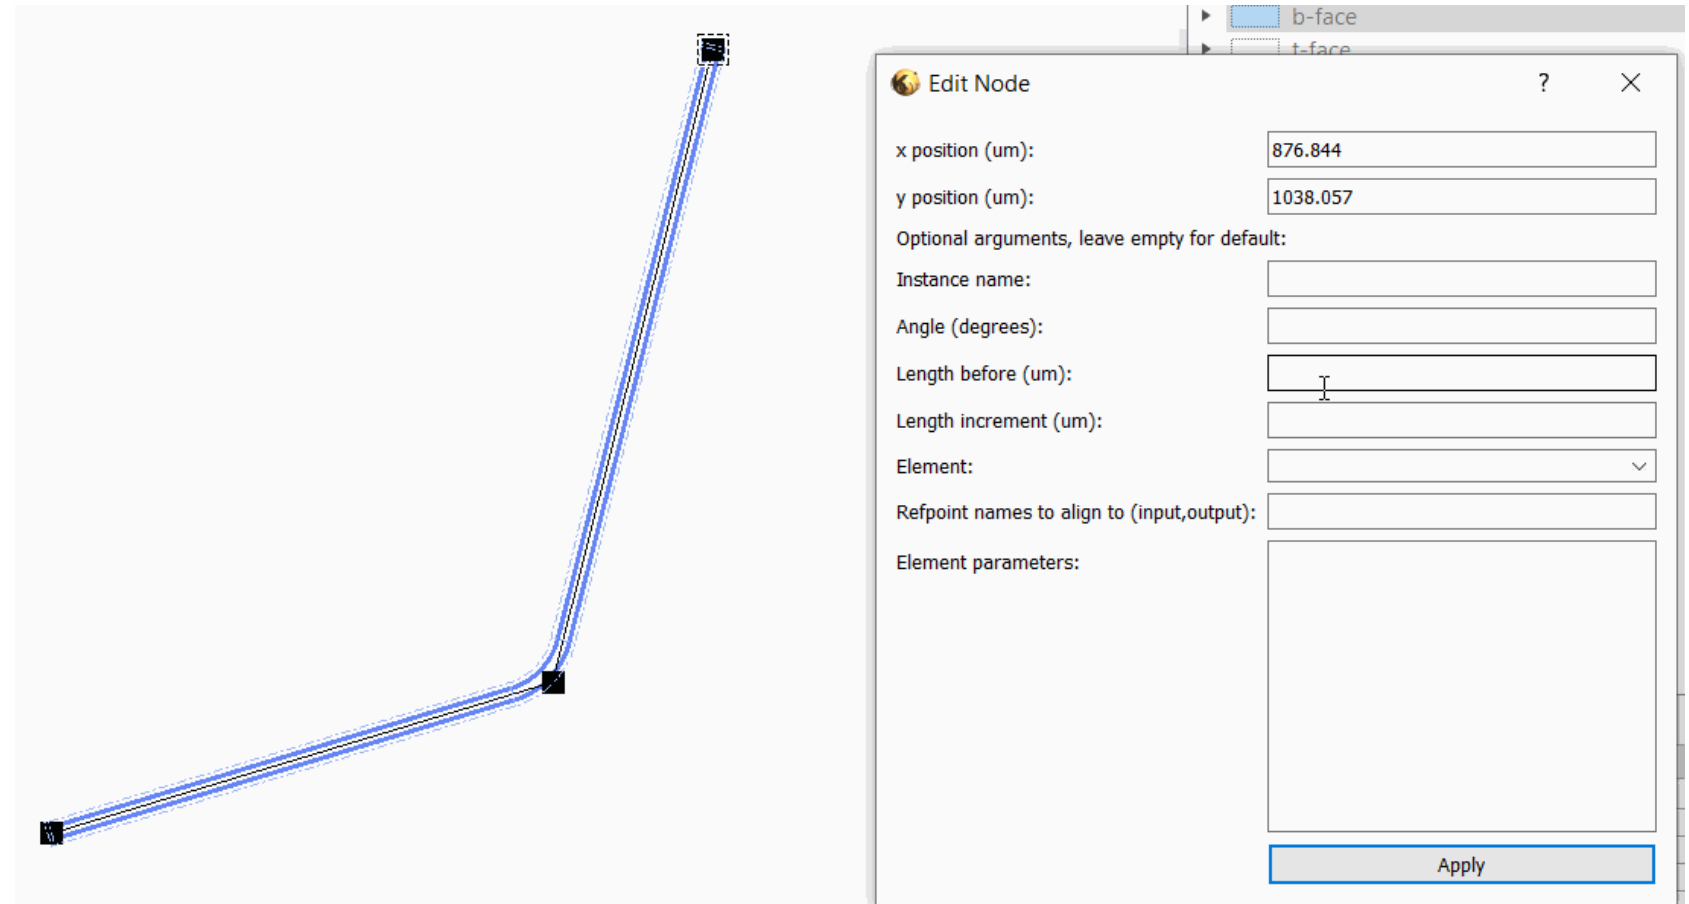 b-face
t-face
Edit Node
?
x position (um):
876.844
y position (um):
1038.057
Optional arguments, leave empty for default:
Instance name:
Angle (degrees):
Length before (um):
Length increment (um):
Element:
Refpoint names to align to (input,output):
Element parameters:
Apply